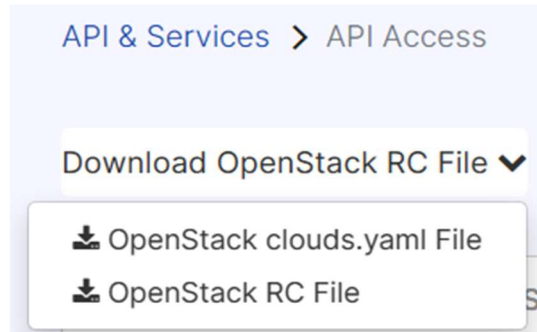 API & Services > API Access
Download OpenStack RC File
OpenStack clouds.yaml File
OpenStack RC File